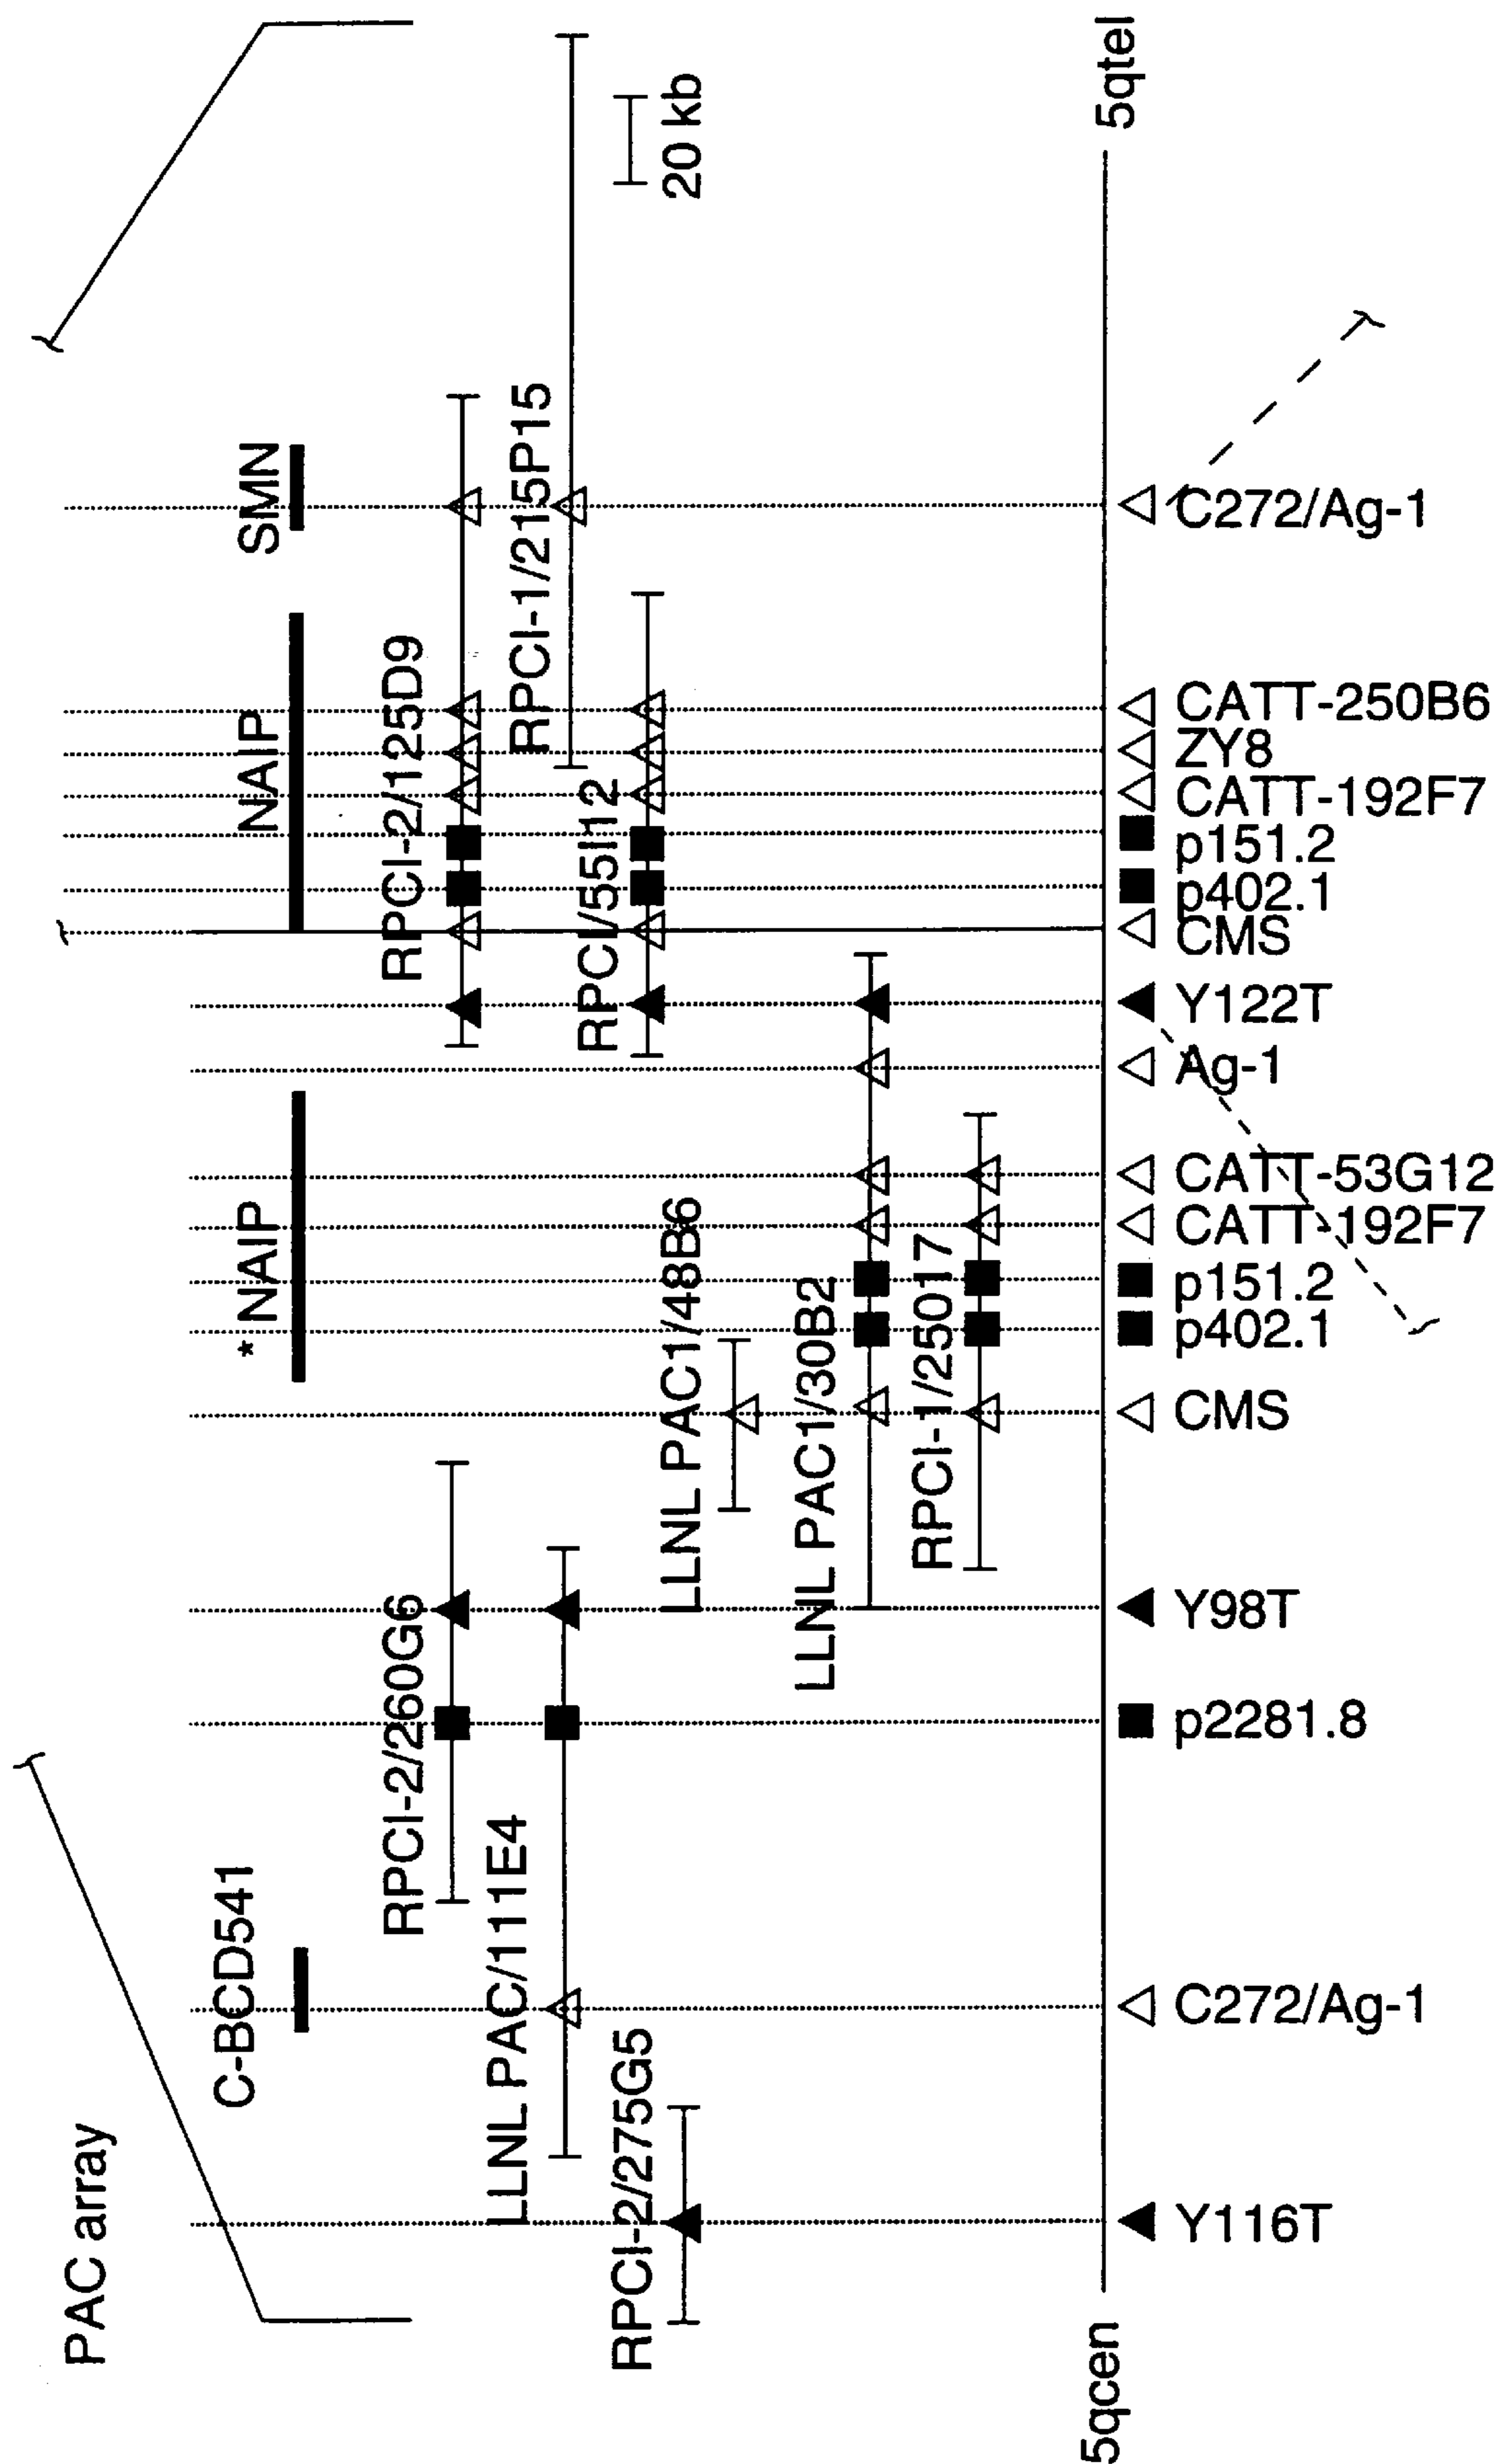 PAC array
C-BCD541
* NAIP
NAIP
SMN
RPCI-2/260G6
RPCI-2/125D9
LLNL PAC/111E4
RPCI-1/215P15
RPCI-2/275G5
LLNL PAC1/48B6
RPCI/55I12
20 kb
LLNL PAC1/30B2
RPCI-1/25017
5qcen
5qtel
Y116T
C272/Ag-1
p2281.8
Y98T
CMS
p402.1
p151.2
CATT-192F7
CATT-53G12
Ag-1
Y122T
CMS
p402.1
p151.2
CATT-192F7
ZY8
CATT-250B6
C272/Ag-1